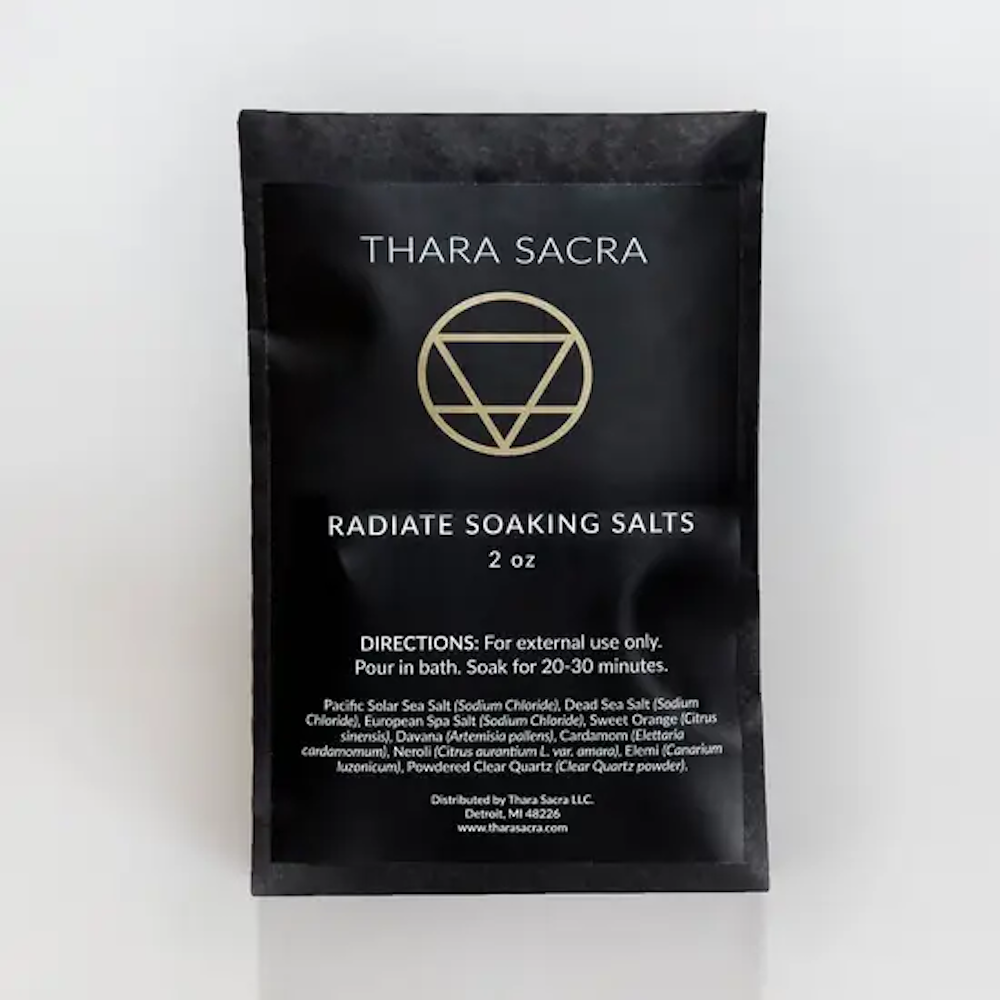 THARA SACRA
RADIATE SOAKING SALTS
2 oz
DIRECTIONS: For external use only.
Pour in bath. Soak for 20-30 minutes.
Pacific Solar Sea Salt (Sodium Chloride), Dead Sea Salt (Sodium
Chloride), European Spa Salt (Sodium Chloride), Sweet Orange (Citrus
sinensis), Davana (Artemisia pallens), Cardamom (Elettaria
cardamomum), Neroli (Citrus aurantium L. var. amara), Elemi (Canarium
luzonicum), Powdered Clear Quartz (Clear Quartz powder).
Distributed by Thara Sacra LLC.
Detroit, MI 48226
www.tharasacra.com